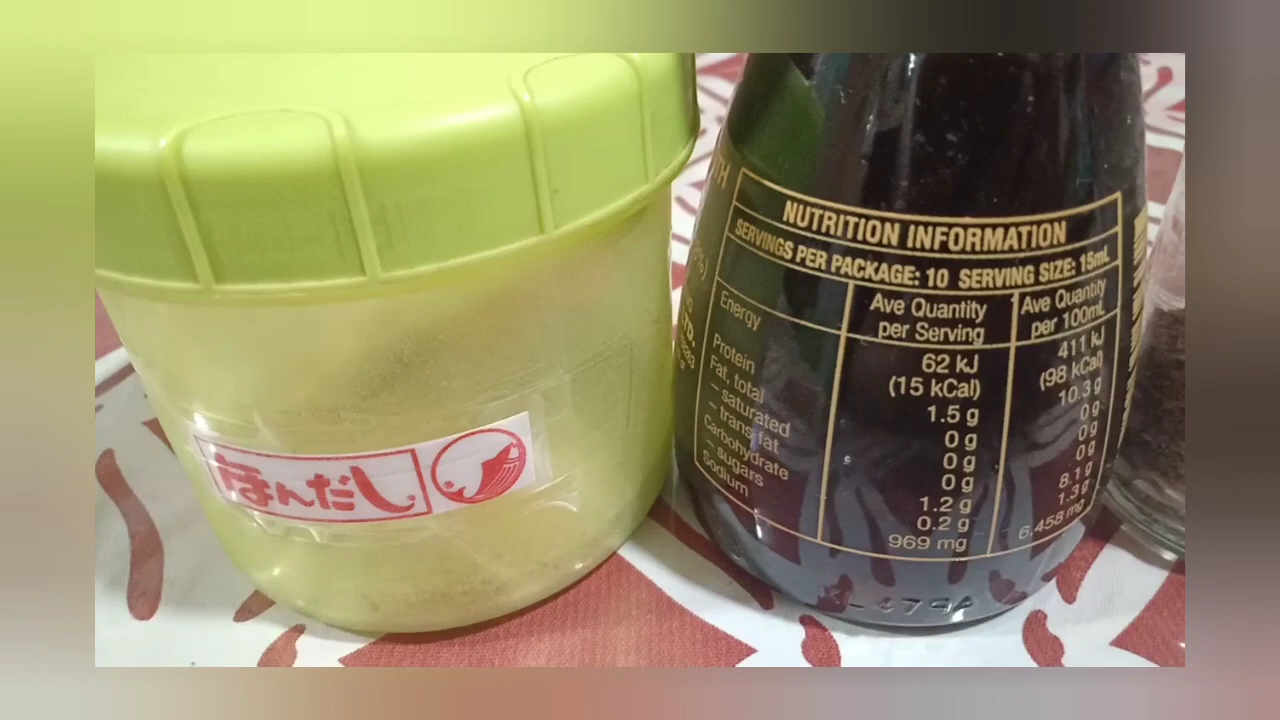 ほんだし
NUTRITION INFORMATION
SERVINGS PER PACKAGE: 10 SERVING SIZE: 15mL
Ave Quantity per Serving Ave Quantity per 100mL
Energy 62 kJ 411 kJ
(15 kCal) (98 kCal)
Protein 1.5 g 10.3 g
Fat, total 0 g 0 g
– saturated 0 g 0 g
– trans fat 0 g 0 g
Carbohydrate 1.2 g 8.1 g
– sugars 0.2 g 1.3 g
Sodium 969 mg 6,458 mg